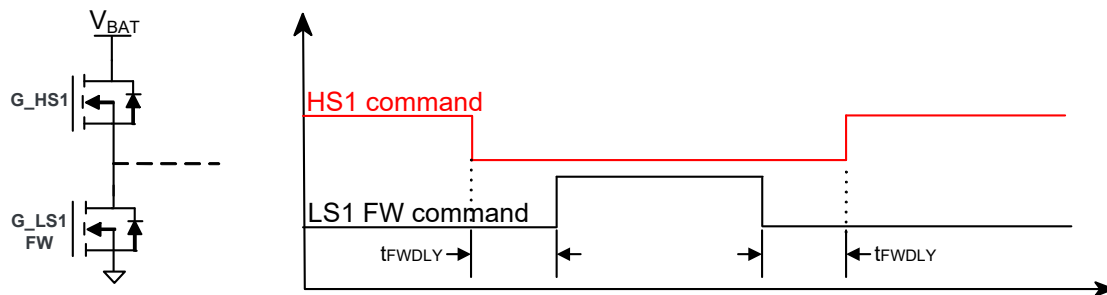 VBAT
G_HS1
G_LS1
FW
HS1 command
LS1 FW command
tFWDLY
tFWDLY